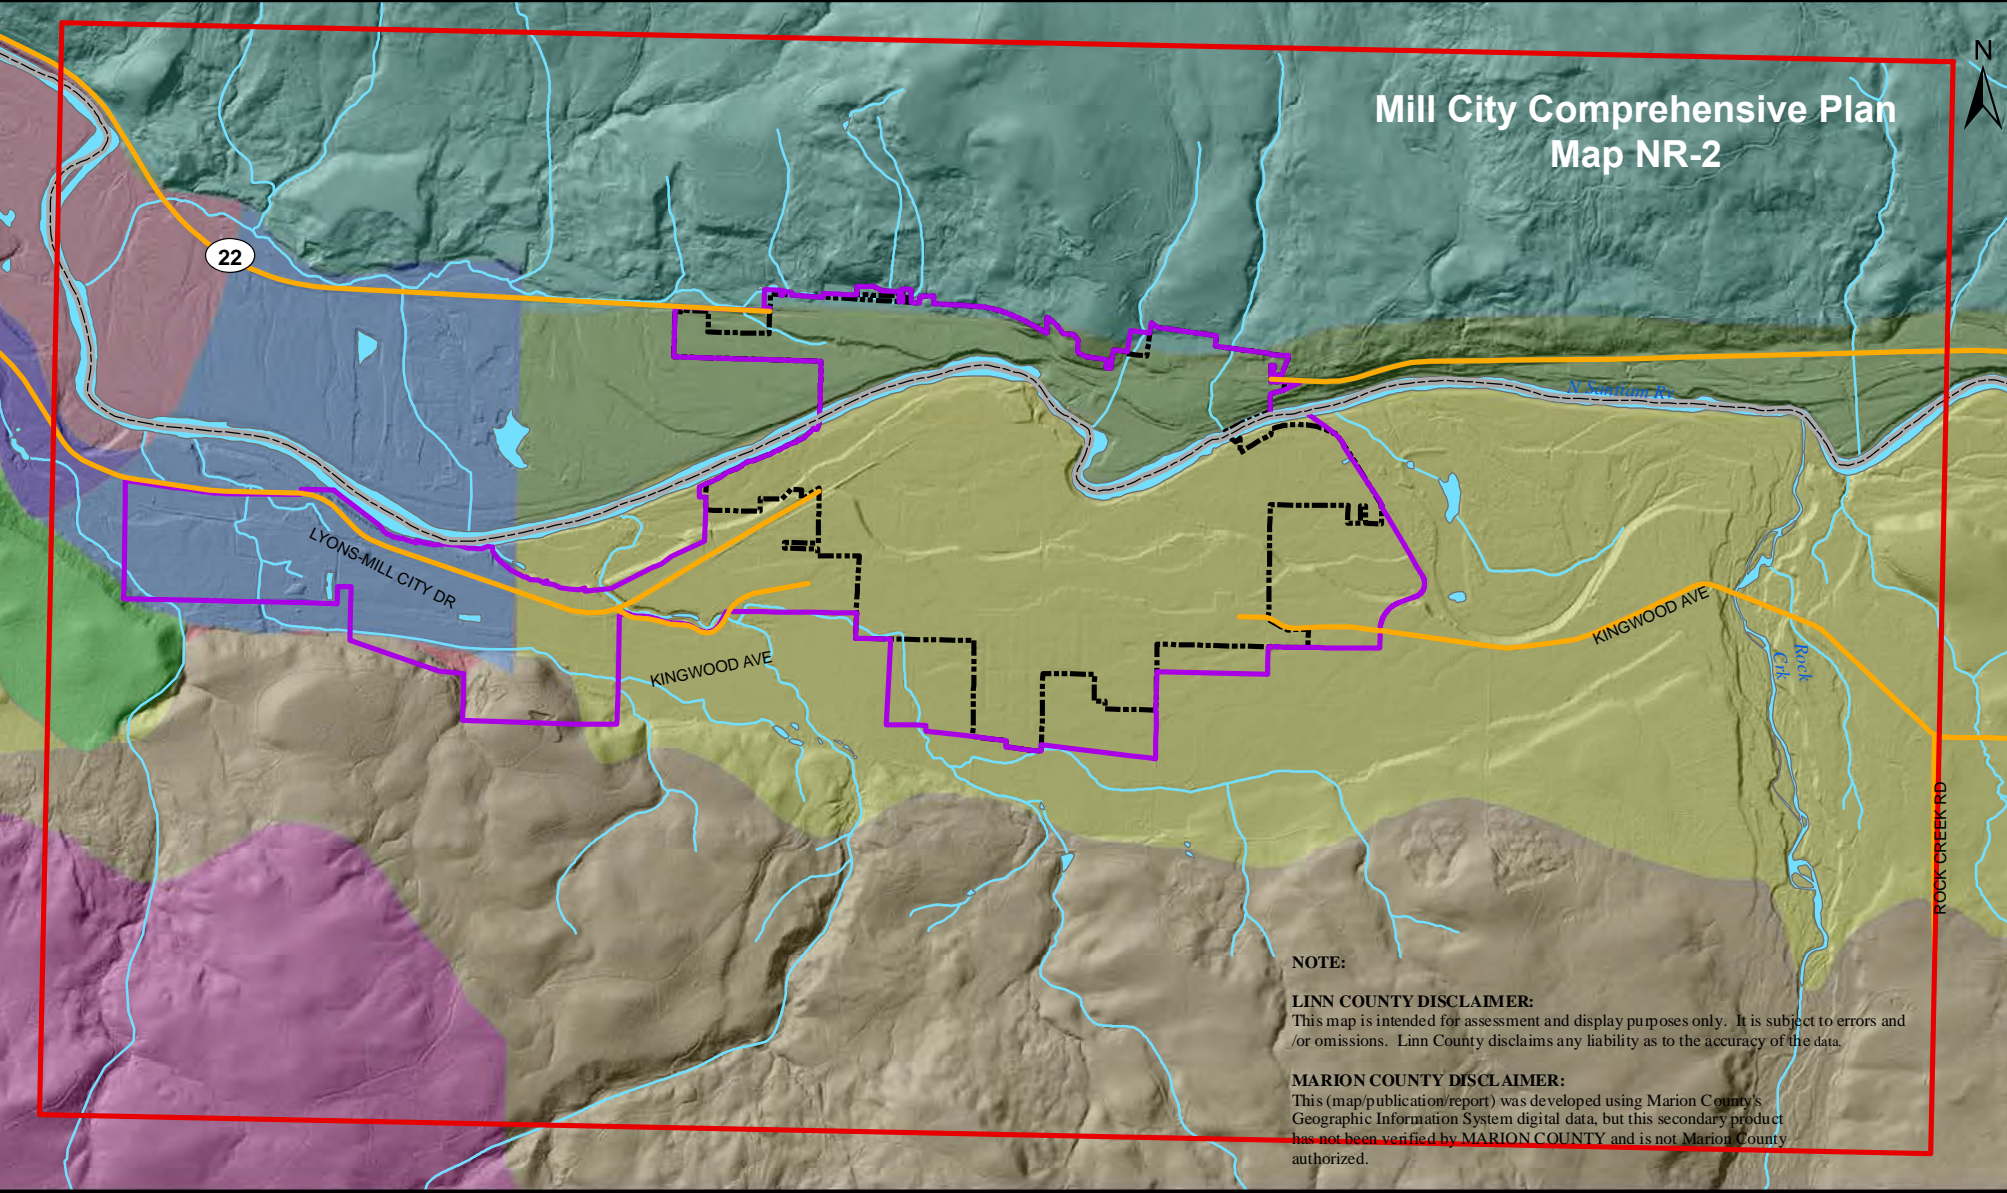 N
Mill City Comprehensive Plan
Map NR-2
22
N Santiam Rv
LYONS-MILL CITY DR
KINGWOOD AVE
KINGWOOD AVE
Rock
Crk
ROCK CREEK RD
NOTE:
LINN COUNTY DISCLAIMER:
This map is intended for assessment and display purposes only. It is subject to errors and
/or omissions. Linn County disclaims any liability as to the accuracy of the data.
MARION COUNTY DISCLAIMER:
This (map/publication/report) was developed using Marion County's
Geographic Information System digital data, but this secondary product
has not been verified by MARION COUNTY and is not Marion County
authorized.